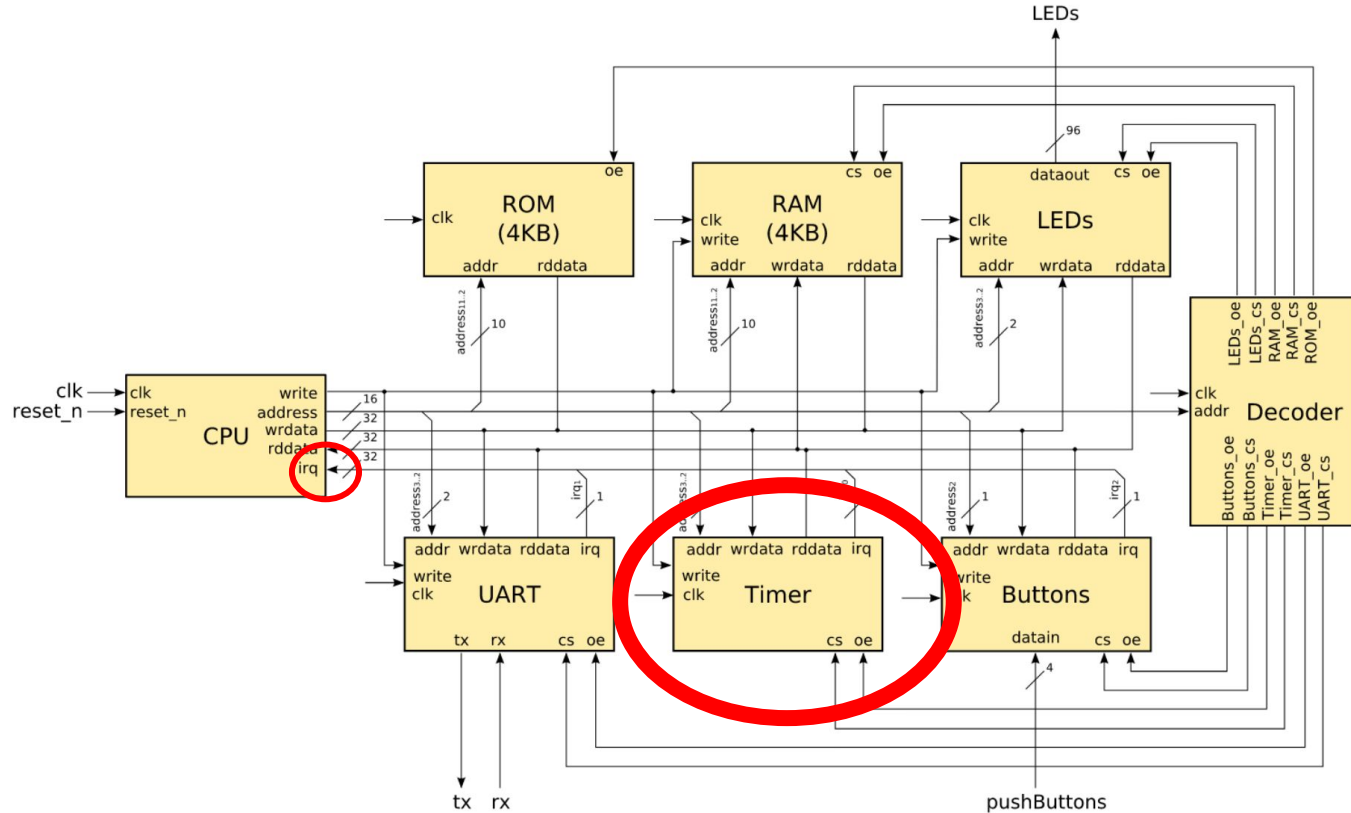 LEDs
96
oe
ROM
(4KB)
clk
addr rddata
cs oe
RAM
(4KB)
clk
write
addr wrdata rddata
dataout cs oe
LEDs
clk
write
addr wrdata rddata
address11..2
10
address11..2
10
address3..2
2
LEDs_oe
LEDs_cs
RAM_oe
RAM_cs
ROM_oe
clk
addr
Decoder
Buttons_oe
Buttons_cs
Timer_oe
Timer_cs
UART_oe
UART_cs
clk
reset_n
clk
reset_n
CPU
write
address
wrdata
rddata
irq
16
32
32
32
address3..2
2
irq1
1
address3..2
address2
1
irq2
1
addr wrdata rddata irq
write
clk
UART
tx rx cs oe
addr wrdata rddata irq
write
clk
Timer
cs oe
addr wrdata rddata irq
write
Buttons
datain cs oe
4
tx rx
pushButtons